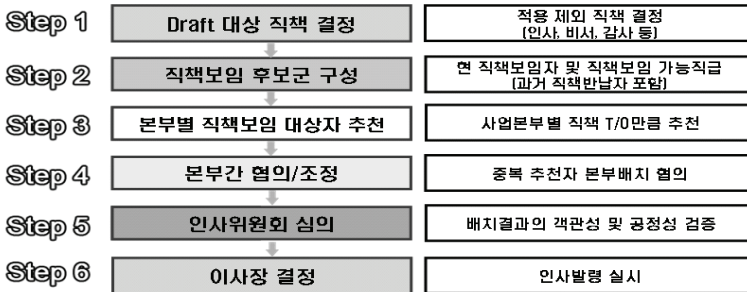 Step 1
Draft 대상 직책 결정
적용 제외 직책 결정
(인사, 비서, 감사 등)
Step 2
직책보임 후보군 구성
현 직책보임자 및 직책보임 가능직급
(과거 직책반납자 포함)
Step 3
본부별 직책보임 대상자 추천
사업본부별 직책 T/O만큼 추천
Step 4
본부간 협의/조정
중복 추천자 본부배치 협의
Step 5
인사위원회 심의
배치결과의 객관성 및 공정성 검증
Step 6
이사장 결정
인사발령 실시